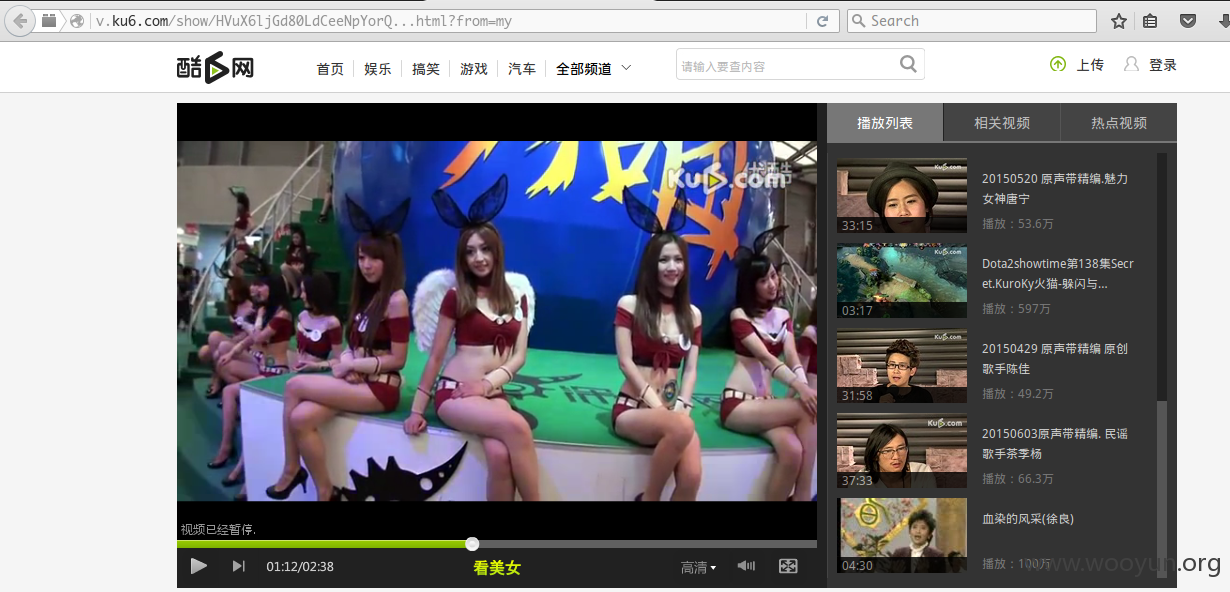 v.ku6.com/show/HVuX6ljGd80LdCeeNpYorQ...html?from=my
Search
酷6网
首页
娱乐
搞笑
游戏
汽车
全部频道
请输入要查内容
上传
登录
播放列表
相关视频
热点视频
Ku6.com
优酷
33:15
20150520 原声带精编.魅力
女神唐宁
播放：53.6万
03:17
Dota2showtime第138集Secr
et.KuroKy火猫-躲闪与...
播放：597万
31:58
20150429 原声带精编 原创
歌手陈佳
播放：49.2万
37:33
20150603原声带精编. 民谣
歌手茶季杨
播放：66.3万
04:30
血染的风采(徐良)
播放：100万
视频已经暂停.
01:12/02:38
看美女
高清
www.wooyun.org